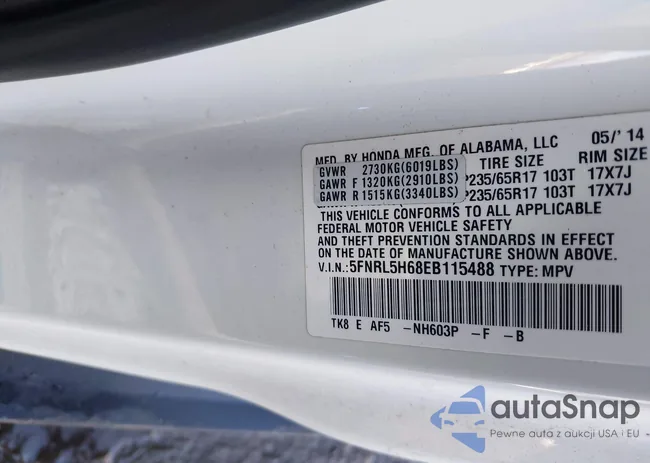 MFD. BY HONDA MFG. OF ALABAMA, LLC 05/'14
GVWR 2730KG(6019LBS) TIRE SIZE RIM SIZE
GAWR F 1320KG(2910LBS) P235/65R17 103T 17X7J
GAWR R 1515KG(3340LBS) P235/65R17 103T 17X7J
THIS VEHICLE CONFORMS TO ALL APPLICABLE
FEDERAL MOTOR VEHICLE SAFETY
AND THEFT PREVENTION STANDARDS IN EFFECT
ON THE DATE OF MANUFACTURE SHOWN ABOVE.
V.I.N.: 5FNRL5H68EB115488 TYPE: MPV
TK8 E AF5 -NH603P -F -B
autoSnap
Pewne auta z aukcji USA i EU